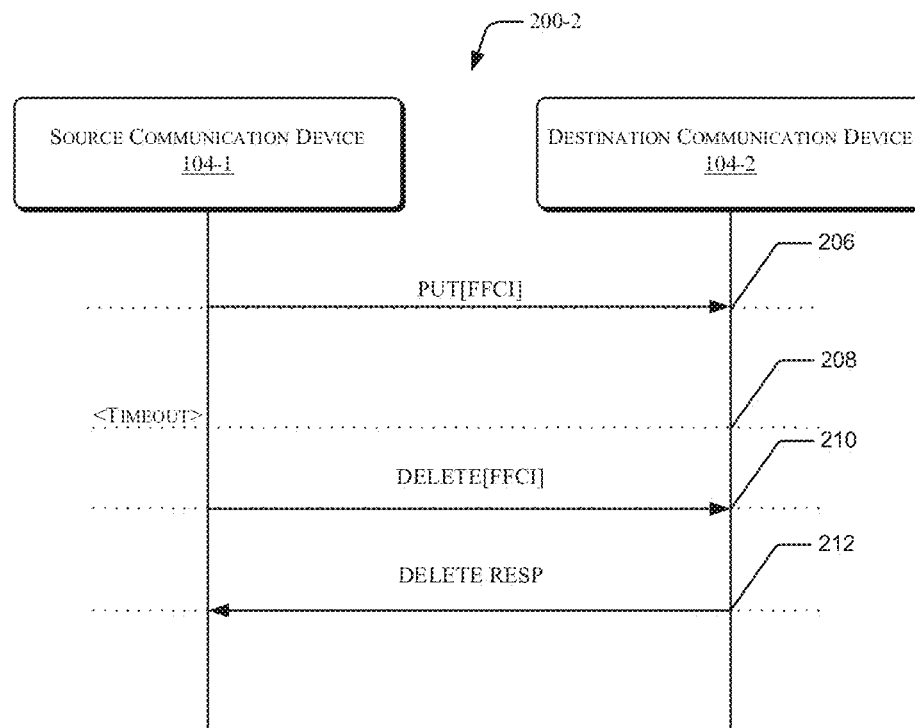 200-2
SOURCE COMMUNICATION DEVICE
104-1
DESTINATION COMMUNICATION DEVICE
104-2
206
PUT[FFCI]
208
<TIMEOUT>
210
DELETE[FFCI]
212
DELETE RESP